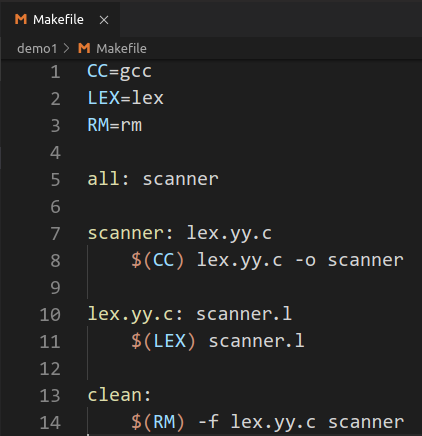 Makefile ×
demo1 > Makefile
1 CC=gcc
2 LEX=lex
3 RM=rm
4
5 all: scanner
6
7 scanner: lex.yy.c
8     $(CC) lex.yy.c -o scanner
9
10 lex.yy.c: scanner.l
11     $(LEX) scanner.l
12
13 clean:
14     $(RM) -f lex.yy.c scanner